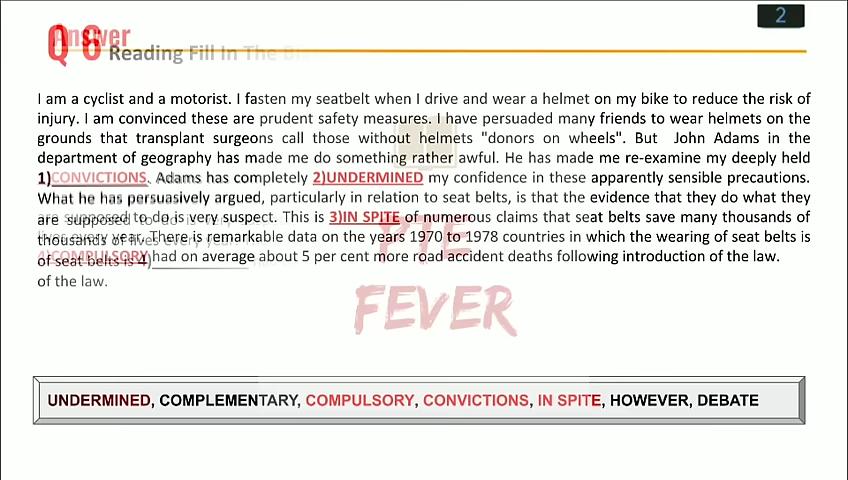 2
Q 6
Answer
Reading Fill In The
I am a cyclist and a motorist. I fasten my seatbelt when I drive and wear a helmet on my bike to reduce the risk of
injury. I am convinced these are prudent safety measures. I have persuaded many friends to wear helmets on the
grounds that transplant surgeons call those without helmets "donors on wheels". But John Adams in the
department of geography has made me do something rather awful. He has made me re-examine my deeply held
1)CONVICTIONS. Adams has completely 2)UNDERMINED my confidence in these apparently sensible precautions.
What he has persuasively argued, particularly in relation to seat belts, is that the evidence that they do what they
are supposed to do is very suspect. This is 3)IN SPITE of numerous claims that seat belts save many thousands of
lives every year. There is remarkable data on the years 1970 to 1978 countries in which the wearing of seat belts is
4)COMPULSORY had on average about 5 per cent more road accident deaths following introduction of the law.
thousands of lives every
of seat belts is 4)
of the law.
PTE
FEVER
UNDERMINED, COMPLEMENTARY, COMPULSORY, CONVICTIONS, IN SPITE, HOWEVER, DEBATE